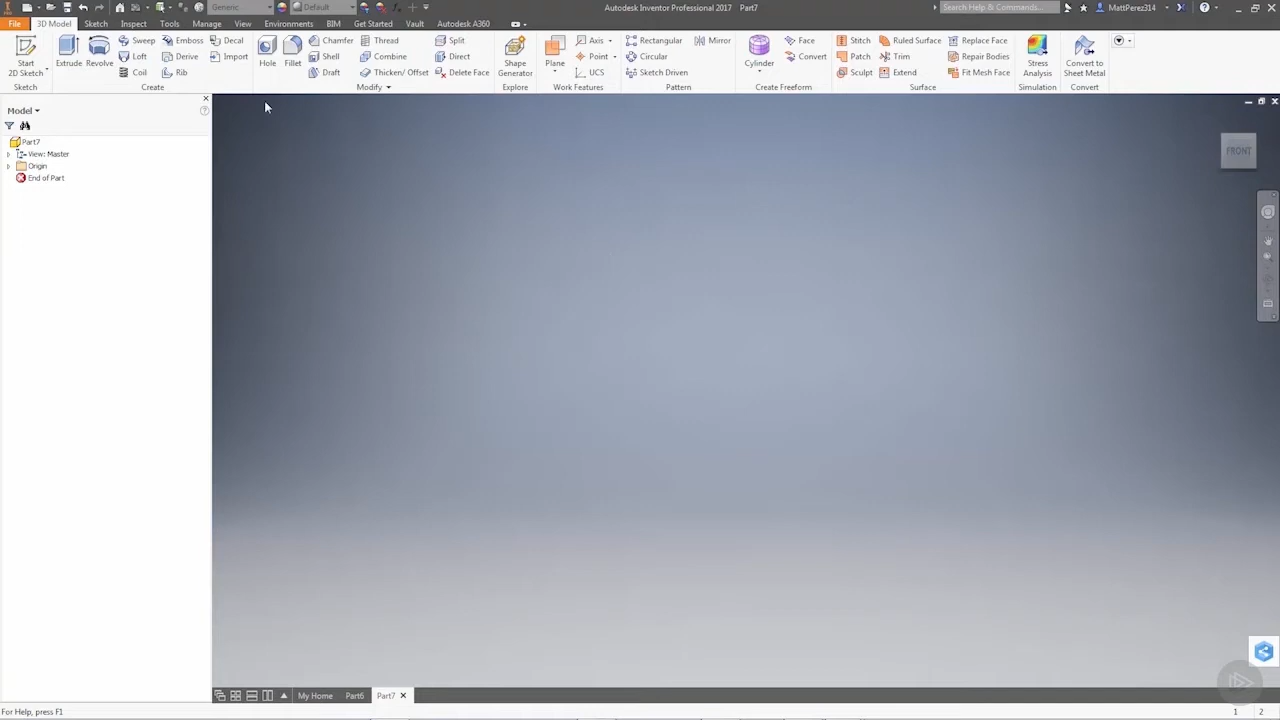 Generic Default Autodesk Inventor Professional 2017 Part7 Search Help & Commands... MattPerez314
File 3D Model Sketch Inspect Tools Manage View Environments BIM Get Started Vault Autodesk A360
Start 2D Sketch Extrude Revolve Hole Fillet Shape Generator Plane Cylinder Stress Analysis Convert to Sheet Metal
Sweep Emboss Decal Chamfer Thread Split Axis Rectangular Mirror Face Stitch Ruled Surface Replace Face
Loft Derive Import Shell Combine Direct Point Circular Convert Patch Trim Repair Bodies
Coil Rib Draft Thicken/ Offset Delete Face UCS Sketch Driven Sculpt Extend Fit Mesh Face
Sketch Create Modify Explore Work Features Pattern Create Freeform Surface Simulation Convert
Model
Part7
View: Master
Origin
End of Part
FRONT
My Home Part6 Part7
For Help, press F1 1 2